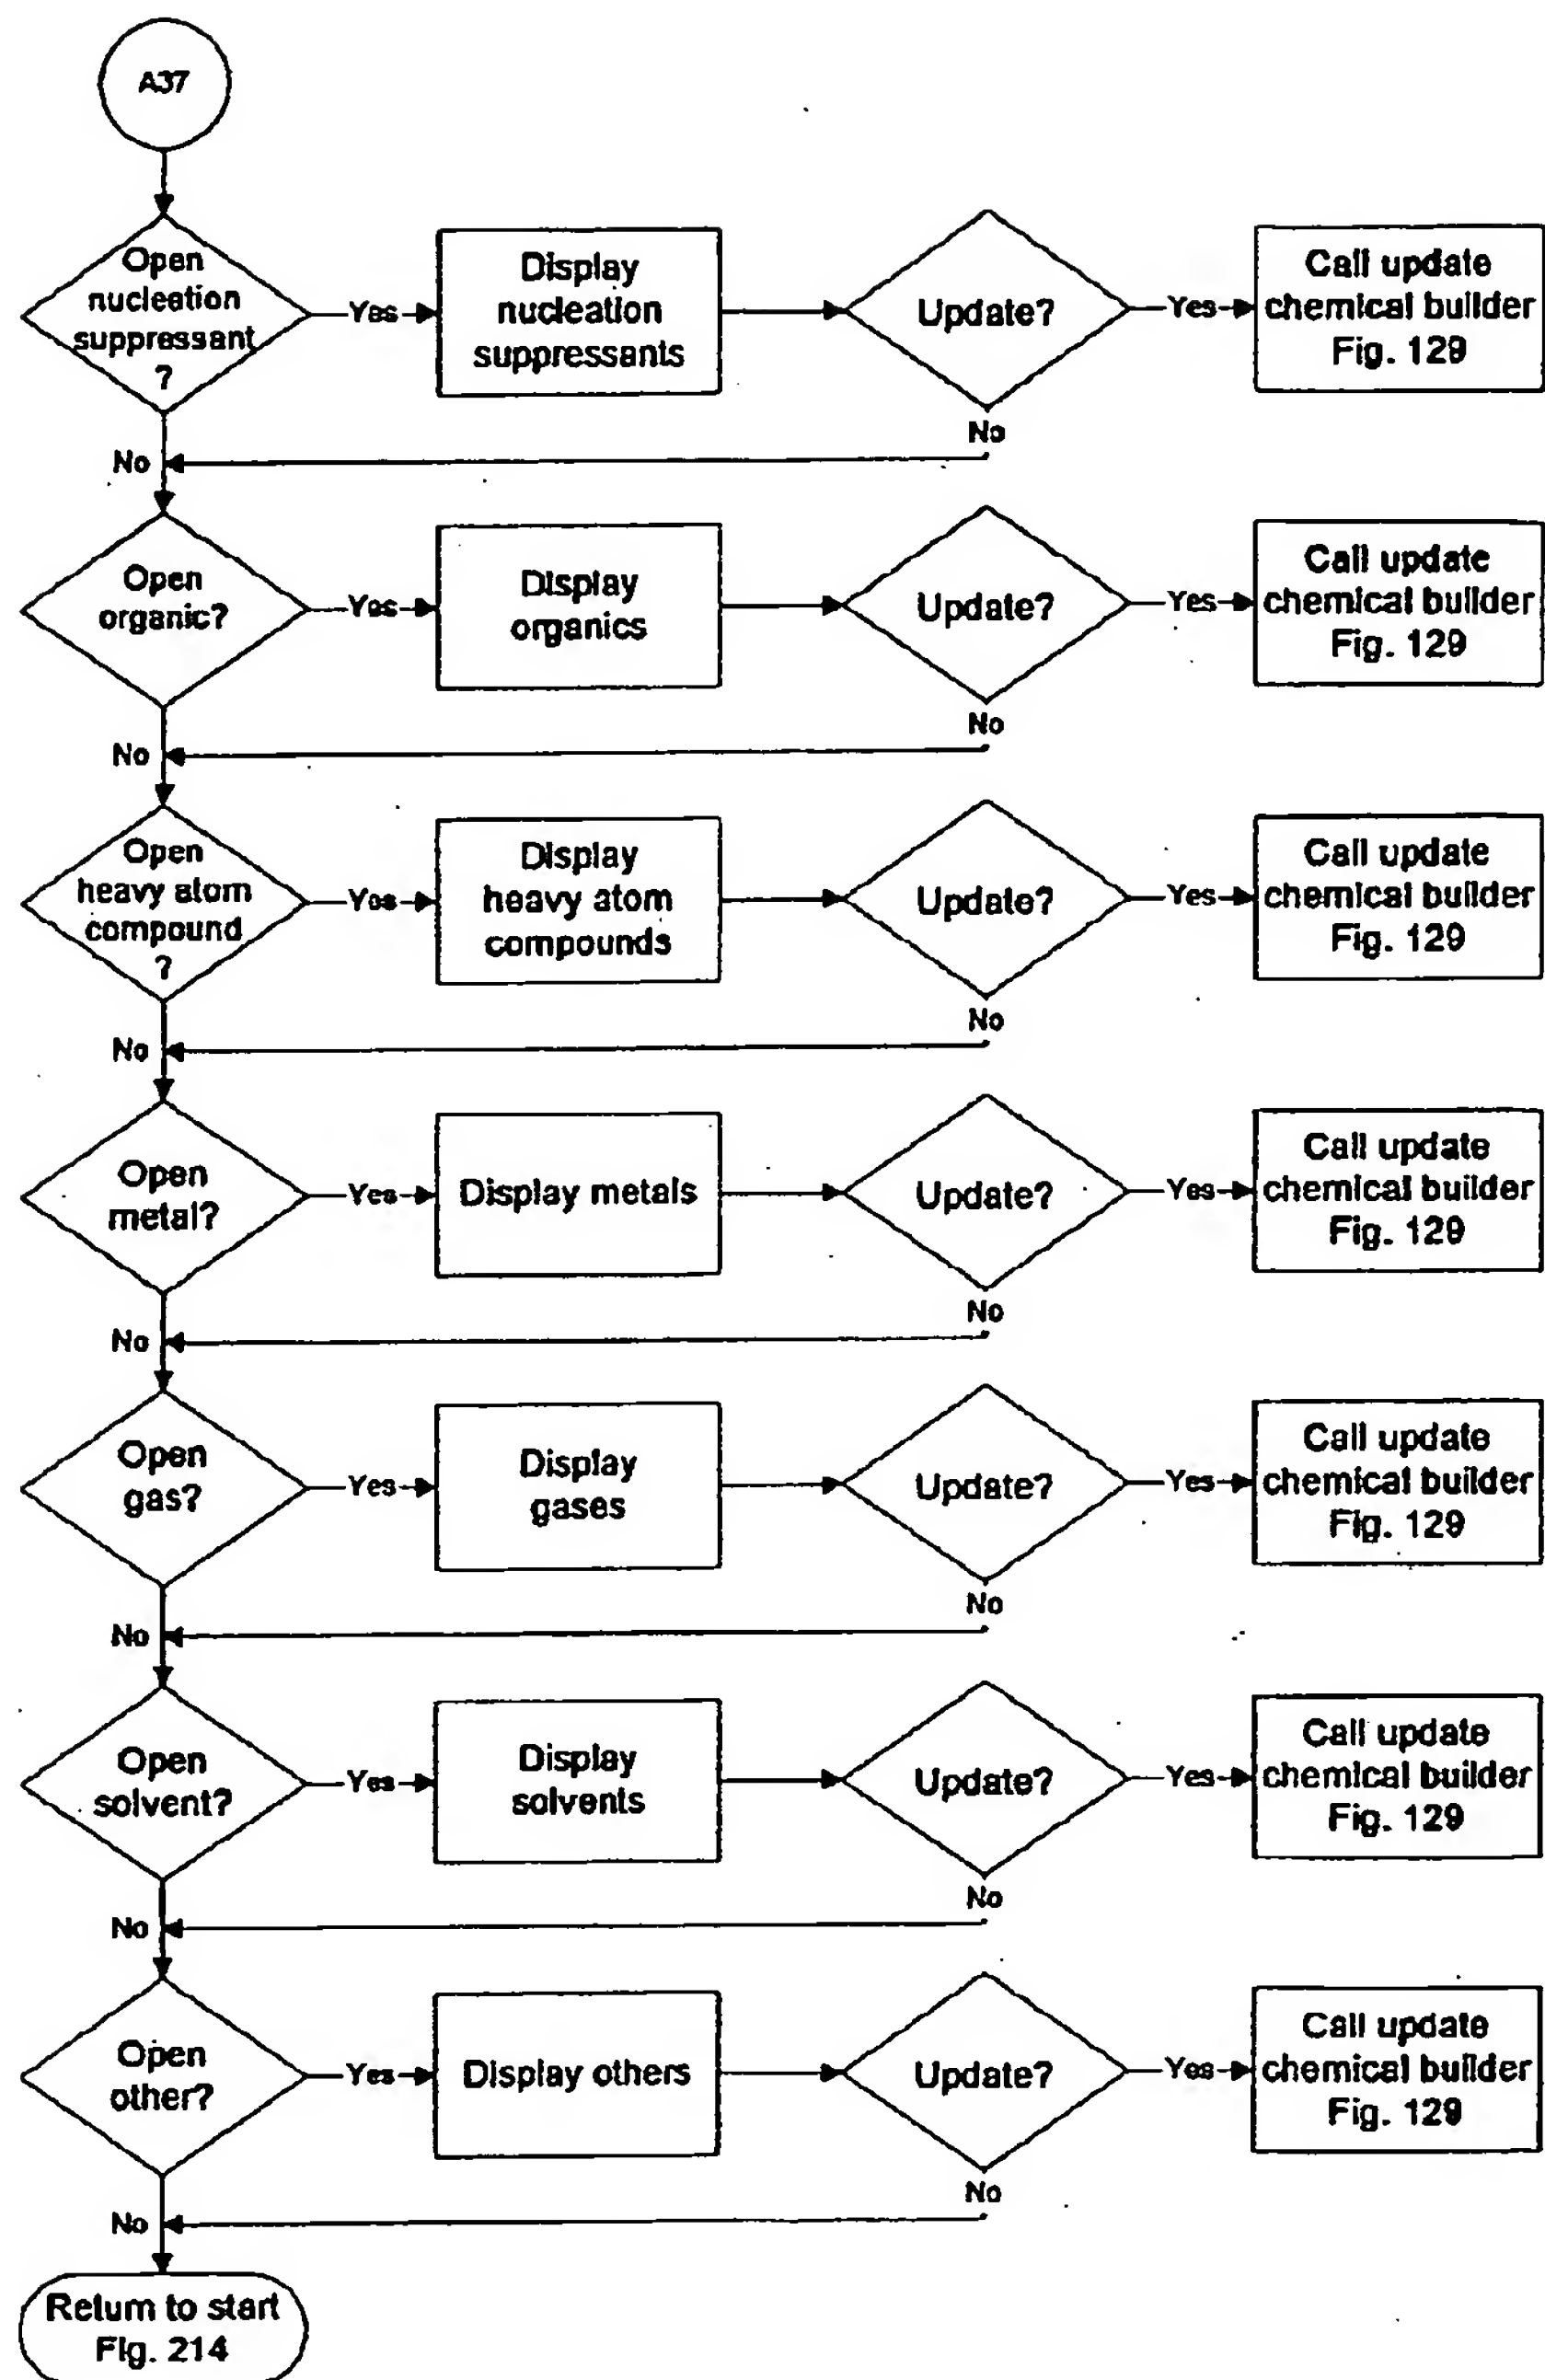 A37
Open
nucleation
suppressant
?
Yes
Display
nucleation
suppressants
Update?
Yes
Call update
chemical builder
Fig. 129
No
No
Open
organic?
Yes
Display
organics
Update?
Yes
Call update
chemical builder
Fig. 129
No
No
Open
heavy atom
compound
?
Yes
Display
heavy atom
compounds
Update?
Yes
Call update
chemical builder
Fig. 129
No
No
Open
metal?
Yes
Display metals
Update?
Yes
Call update
chemical builder
Fig. 129
No
No
Open
gas?
Yes
Display
gases
Update?
Yes
Call update
chemical builder
Fig. 129
No
No
Open
solvent?
Yes
Display
solvents
Update?
Yes
Call update
chemical builder
Fig. 129
No
No
Open
other?
Yes
Display others
Update?
Yes
Call update
chemical builder
Fig. 129
No
No
Return to start
Fig. 214